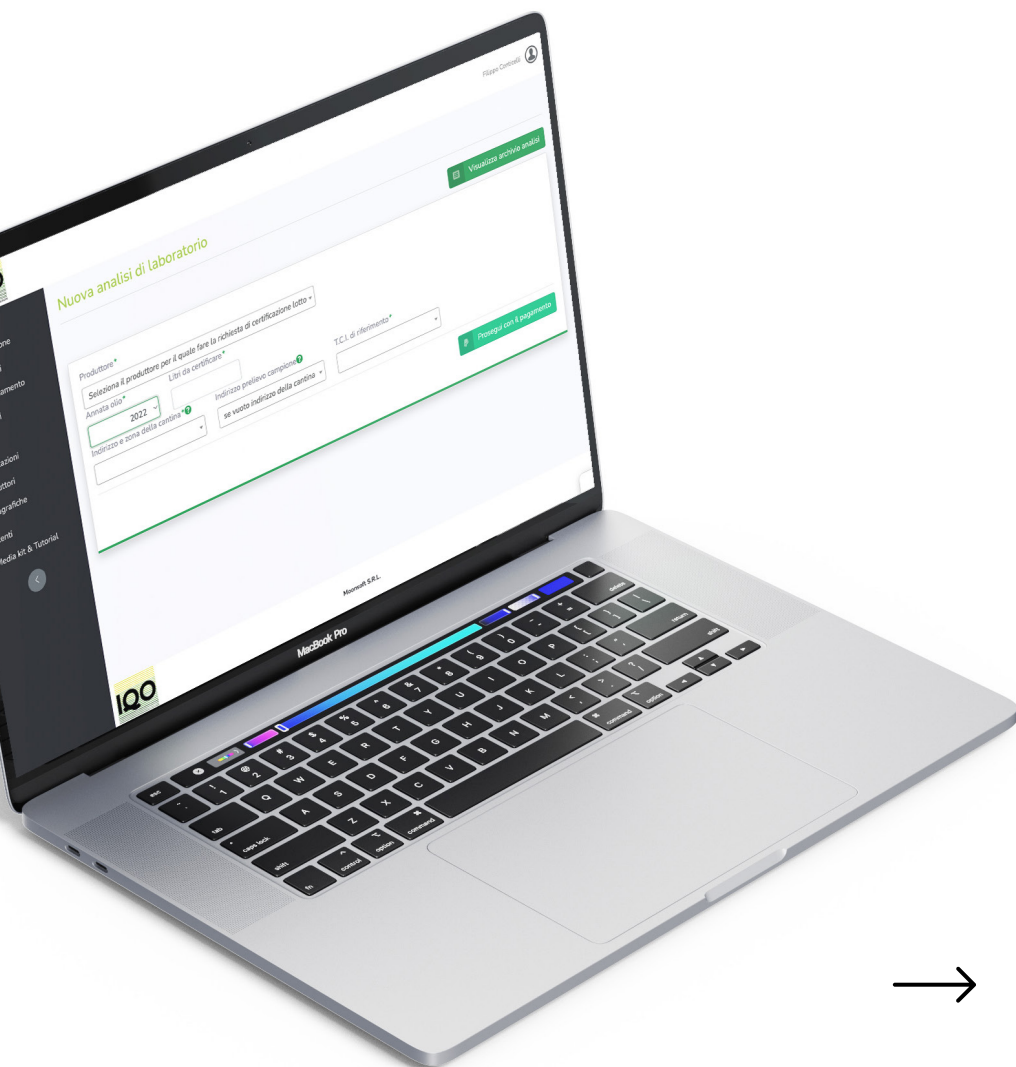 Filippo Centinelli
Visualizza archivio analisi
Nuova analisi di laboratorio
Produttore*
Seleziona il produttore per il quale fare la richiesta di certificazione lotto
Annata olio*
Litri da certificare*
2022
Indirizzo e zona della cantina*
Indirizzo prelievo campione
se vuoto indirizzo della cantina
T.C.I. di riferimento*
Prosegui con il pagamento
Media kit & Tutorial
Moonsoft S.R.L.
IQO
MacBook Pro
esc
delete
tab
return
caps lock
shift
shift
fn
control
option
command
command
option